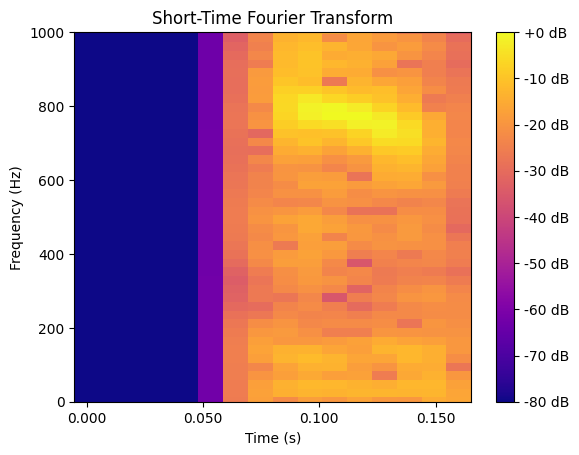 Short-Time Fourier Transform
1000
800
600
400
200
0
Frequency (Hz)
0.000
0.050
0.100
0.150
Time (s)
+0 dB
-10 dB
-20 dB
-30 dB
-40 dB
-50 dB
-60 dB
-70 dB
-80 dB